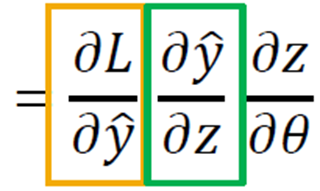 = ∂L/∂ŷ ∂ŷ/∂z ∂z/∂θ